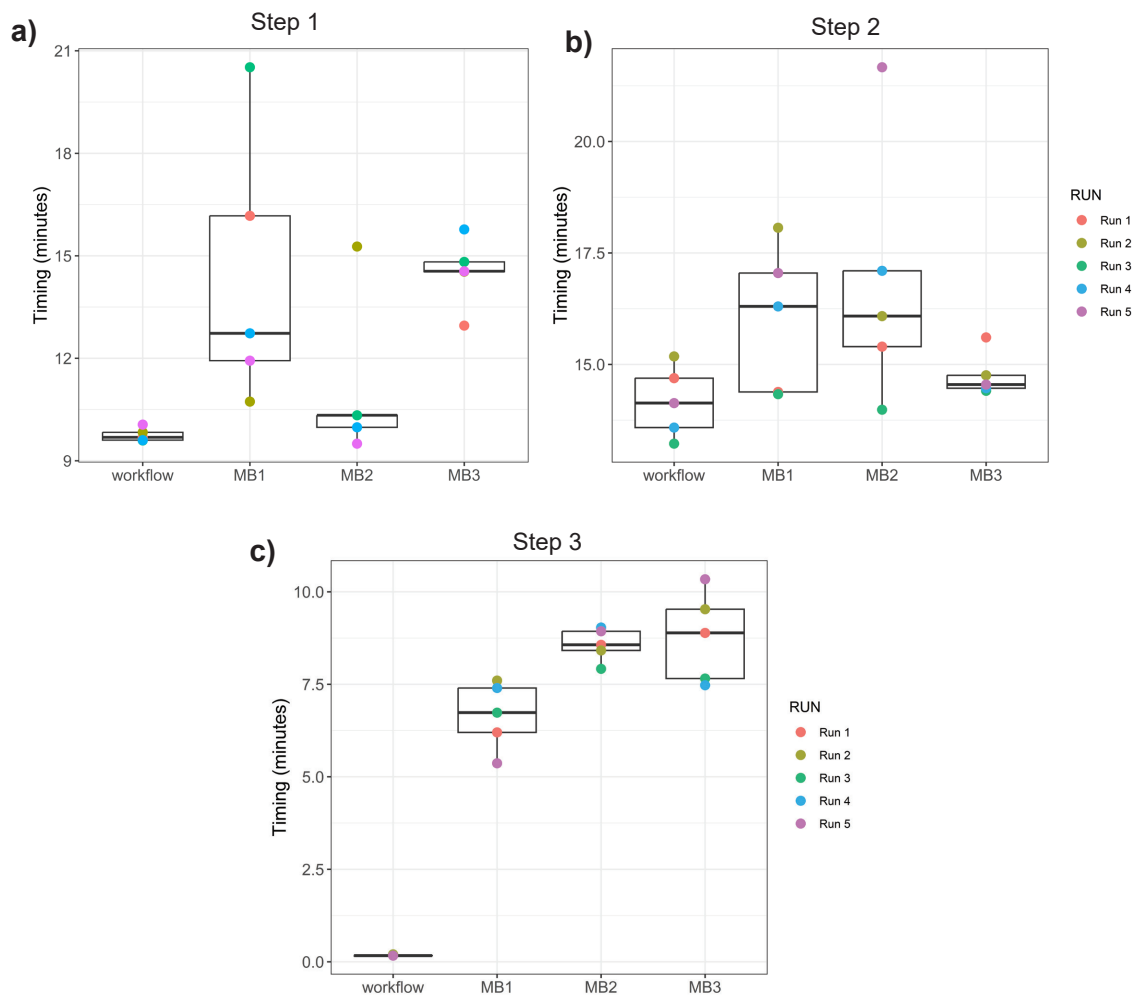 a)
Step 1
Timing (minutes)
21
18
15
12
9
workflow MB1 MB2 MB3
b)
Step 2
Timing (minutes)
20.0
17.5
15.0
workflow MB1 MB2 MB3
RUN
Run 1
Run 2
Run 3
Run 4
Run 5
c)
Step 3
Timing (minutes)
10.0
7.5
5.0
2.5
0.0
workflow MB1 MB2 MB3
RUN
Run 1
Run 2
Run 3
Run 4
Run 5